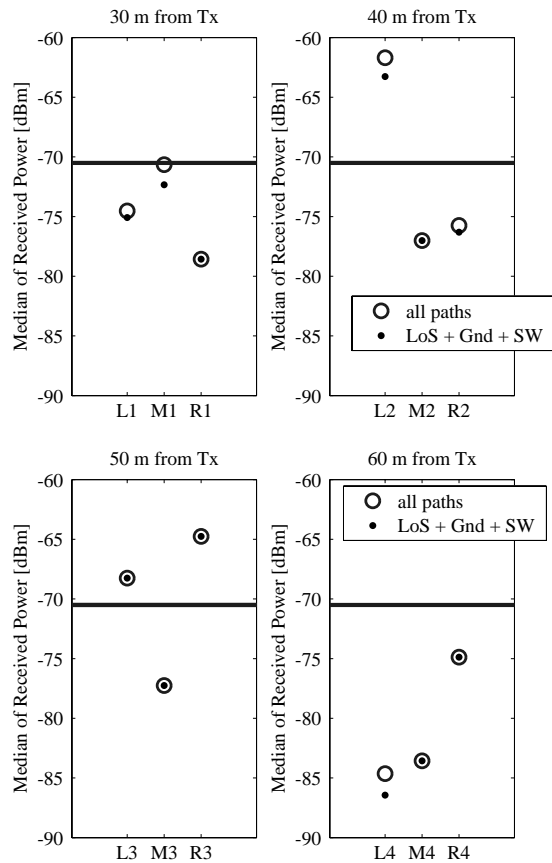 30 m from Tx
Median of Received Power [dBm]
-60
-65
-70
-75
-80
-85
-90
L1 M1 R1
40 m from Tx
Median of Received Power [dBm]
-60
-65
-70
-75
-80
-85
-90
all paths
LoS + Gnd + SW
L2 M2 R2
50 m from Tx
Median of Received Power [dBm]
-60
-65
-70
-75
-80
-85
-90
L3 M3 R3
60 m from Tx
Median of Received Power [dBm]
-60
-65
-70
-75
-80
-85
-90
all paths
LoS + Gnd + SW
L4 M4 R4